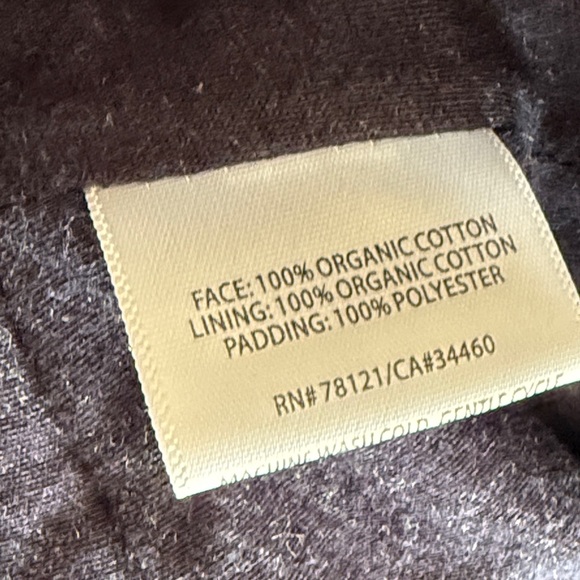 FACE: 100% ORGANIC COTTON
LINING: 100% ORGANIC COTTON
PADDING: 100% POLYESTER
RN# 78121/CA#34460
MACHINE WASH COLD, GENTLE CYCLE